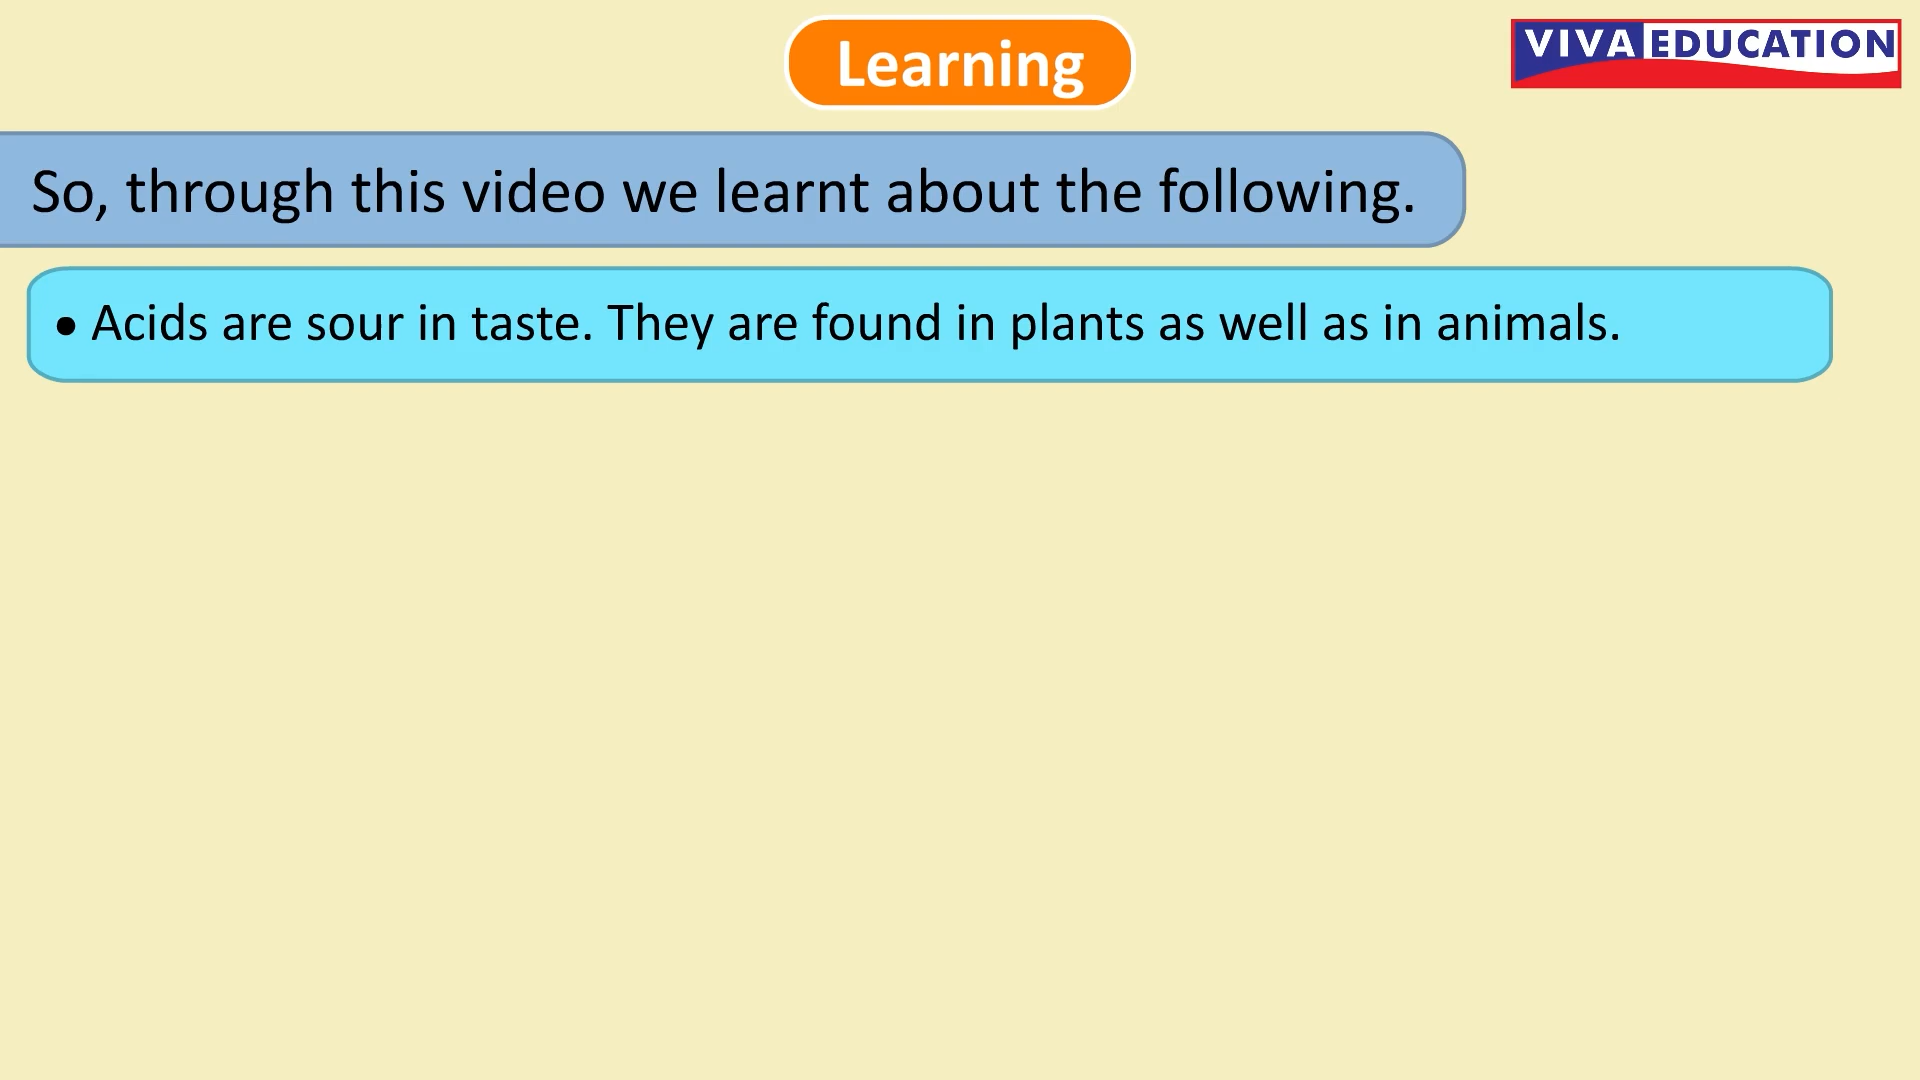 Learning
VIVA EDUCATION
So, through this video we learnt about the following.
• Acids are sour in taste. They are found in plants as well as in animals.